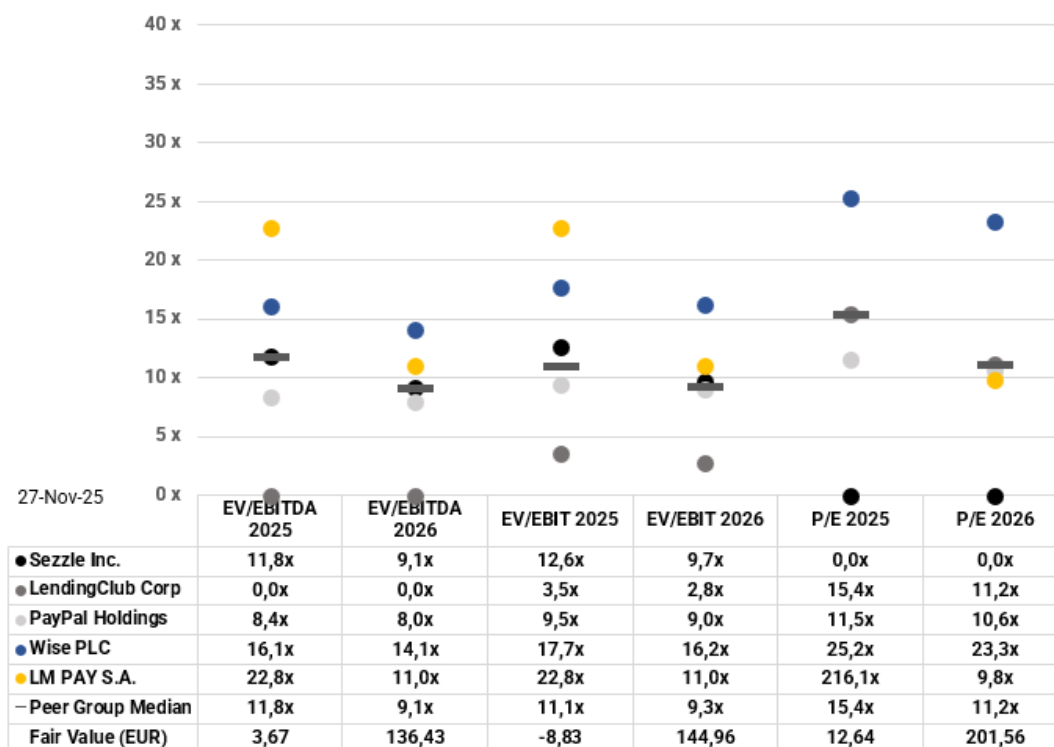 40 x
35 x
30 x
25 x
20 x
15 x
10 x
5 x
0 x
27-Nov-25
EV/EBITDA 2025 EV/EBITDA 2026 EV/EBIT 2025 EV/EBIT 2026 P/E 2025 P/E 2026
Sezzle Inc. 11,8x 9,1x 12,6x 9,7x 0,0x 0,0x
LendingClub Corp 0,0x 0,0x 3,5x 2,8x 15,4x 11,2x
PayPal Holdings 8,4x 8,0x 9,5x 9,0x 11,5x 10,6x
Wise PLC 16,1x 14,1x 17,7x 16,2x 25,2x 23,3x
LM PAY S.A. 22,8x 11,0x 22,8x 11,0x 216,1x 9,8x
Peer Group Median 11,8x 9,1x 11,1x 9,3x 15,4x 11,2x
Fair Value (EUR) 3,67 136,43 -8,83 144,96 12,64 201,56